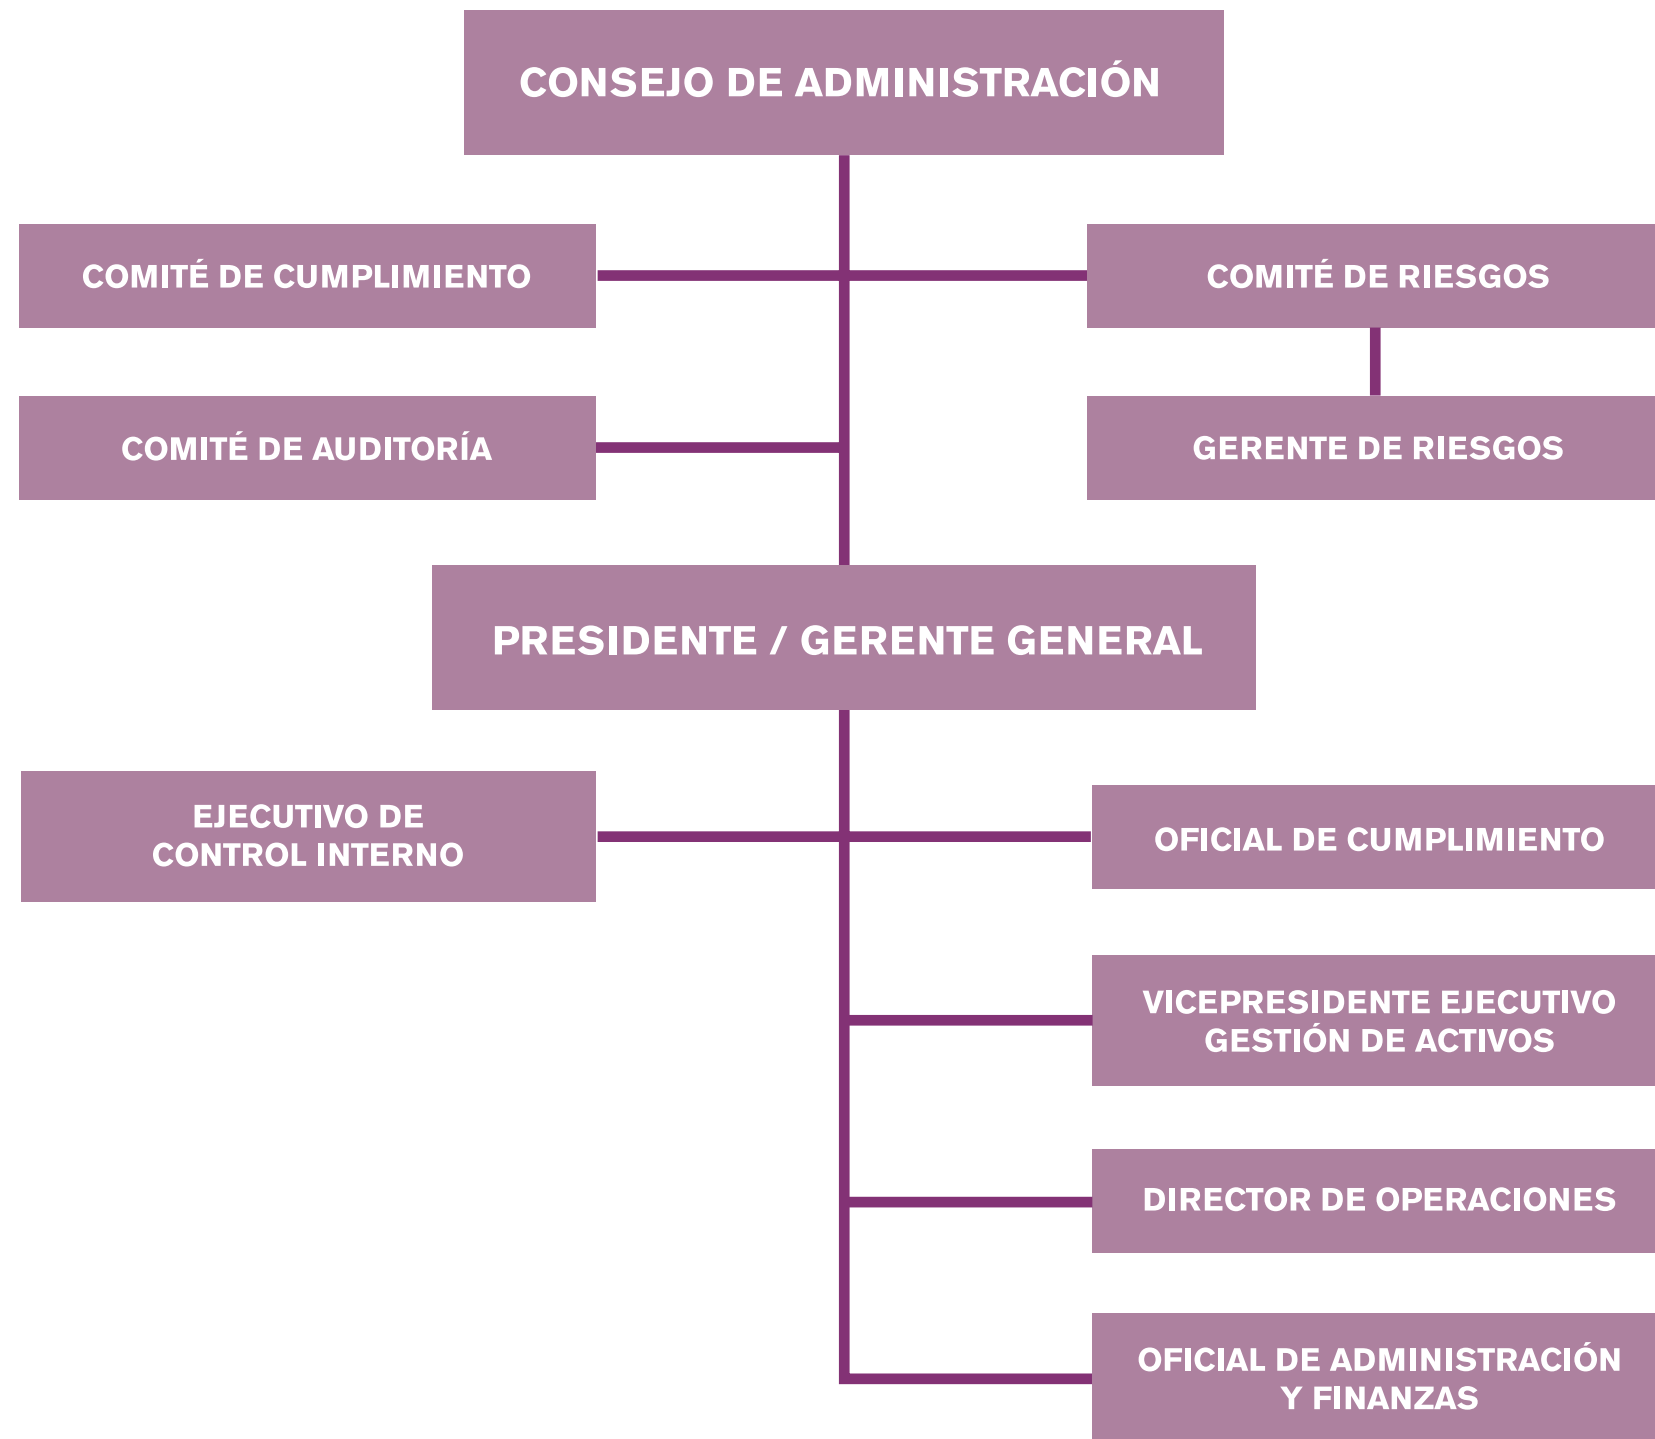 CONSEJO DE ADMINISTRACIÓN
COMITÉ DE CUMPLIMIENTO
COMITÉ DE RIESGOS
COMITÉ DE AUDITORÍA
GERENTE DE RIESGOS
PRESIDENTE / GERENTE GENERAL
EJECUTIVO DE
CONTROL INTERNO
OFICIAL DE CUMPLIMIENTO
VICEPRESIDENTE EJECUTIVO
GESTIÓN DE ACTIVOS
DIRECTOR DE OPERACIONES
OFICIAL DE ADMINISTRACIÓN
Y FINANZAS